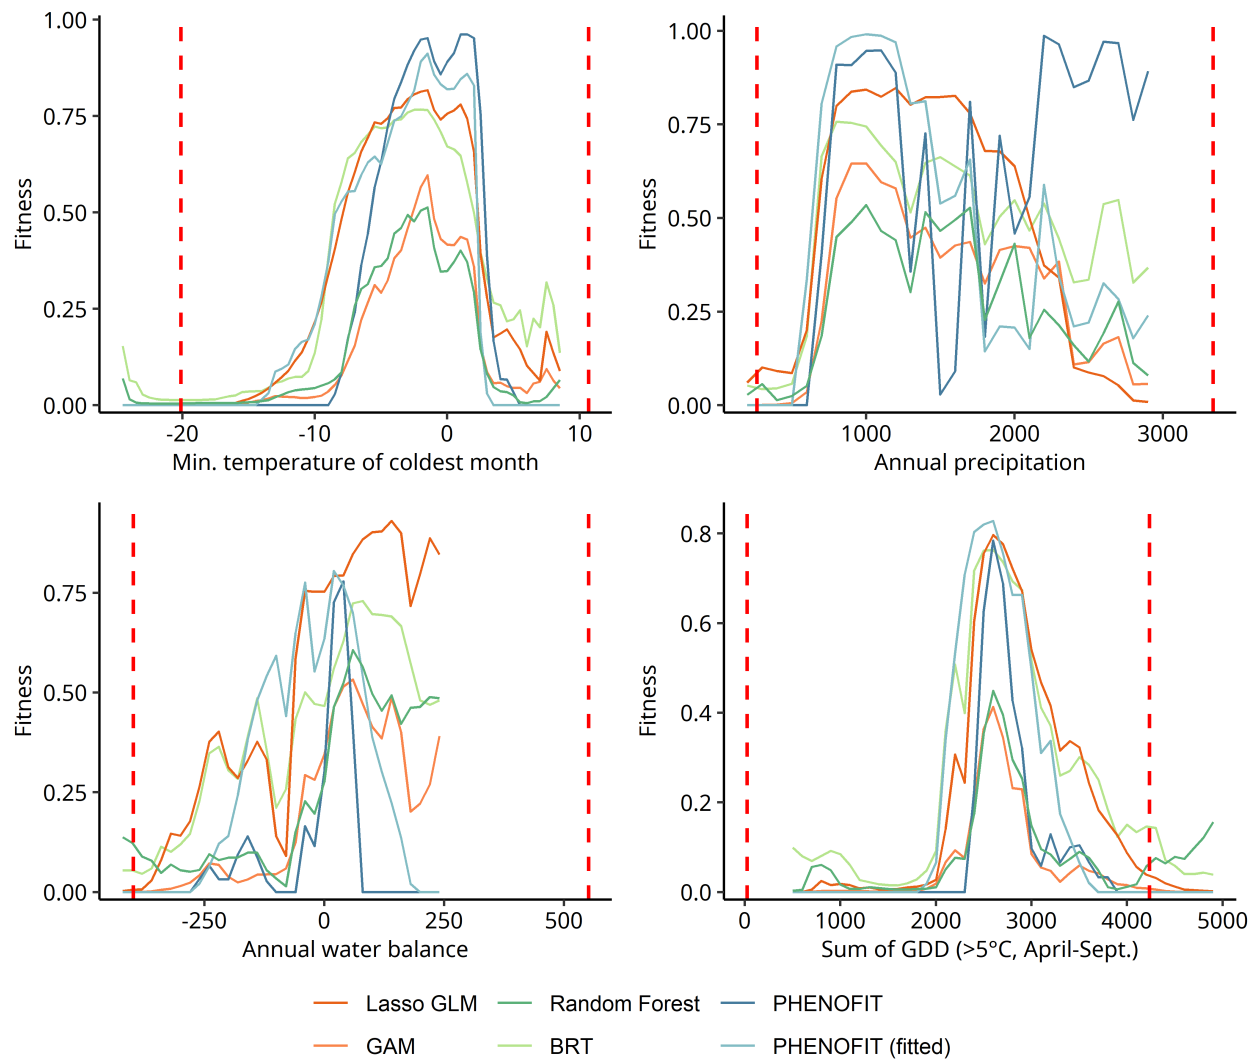 1.00
0.75
0.50
0.25
0.00
Fitness
-20
-10
0
10
Min. temperature of coldest month
1.00
0.75
0.50
0.25
0.00
Fitness
1000
2000
3000
Annual precipitation
0.75
0.50
0.25
0.00
Fitness
-250
0
250
500
Annual water balance
0.8
0.6
0.4
0.2
0.0
Fitness
0
1000
2000
3000
4000
5000
Sum of GDD (>5°C, April-Sept.)
Lasso GLM
Random Forest
PHENOFIT
GAM
BRT
PHENOFIT (fitted)